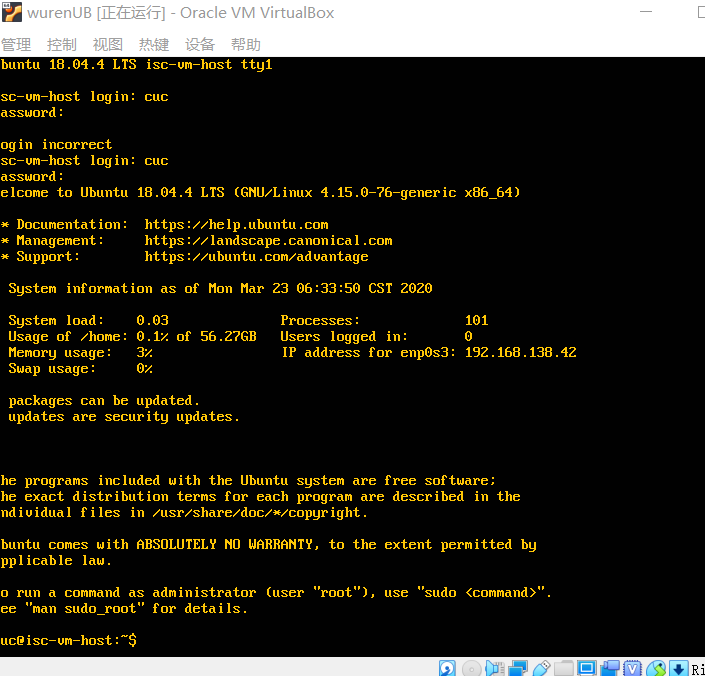 wurenUB [正在运行] - Oracle VM VirtualBox
管理 控制 视图 热键 设备 帮助
buntu 18.04.4 LTS isc-vm-host tty1
sc-vm-host login: cuc
assword:
ogin incorrect
sc-vm-host login: cuc
assword:
elcome to Ubuntu 18.04.4 LTS (GNU/Linux 4.15.0-76-generic x86_64)
* Documentation: https://help.ubuntu.com
* Management: https://landscape.canonical.com
* Support: https://ubuntu.com/advantage
System information as of Mon Mar 23 06:33:50 CST 2020
System load: 0.03 Processes: 101
Usage of /home: 0.1% of 56.27GB Users logged in: 0
Memory usage: 3% IP address for enp0s3: 192.168.138.42
Swap usage: 0%
packages can be updated.
updates are security updates.
he programs included with the Ubuntu system are free software;
he exact distribution terms for each program are described in the
ndividual files in /usr/share/doc/*/copyright.
buntu comes with ABSOLUTELY NO WARRANTY, to the extent permitted by
pplicable law.
o run a command as administrator (user "root"), use "sudo <command>".
ee "man sudo_root" for details.
uc@isc-vm-host:~$
Ri